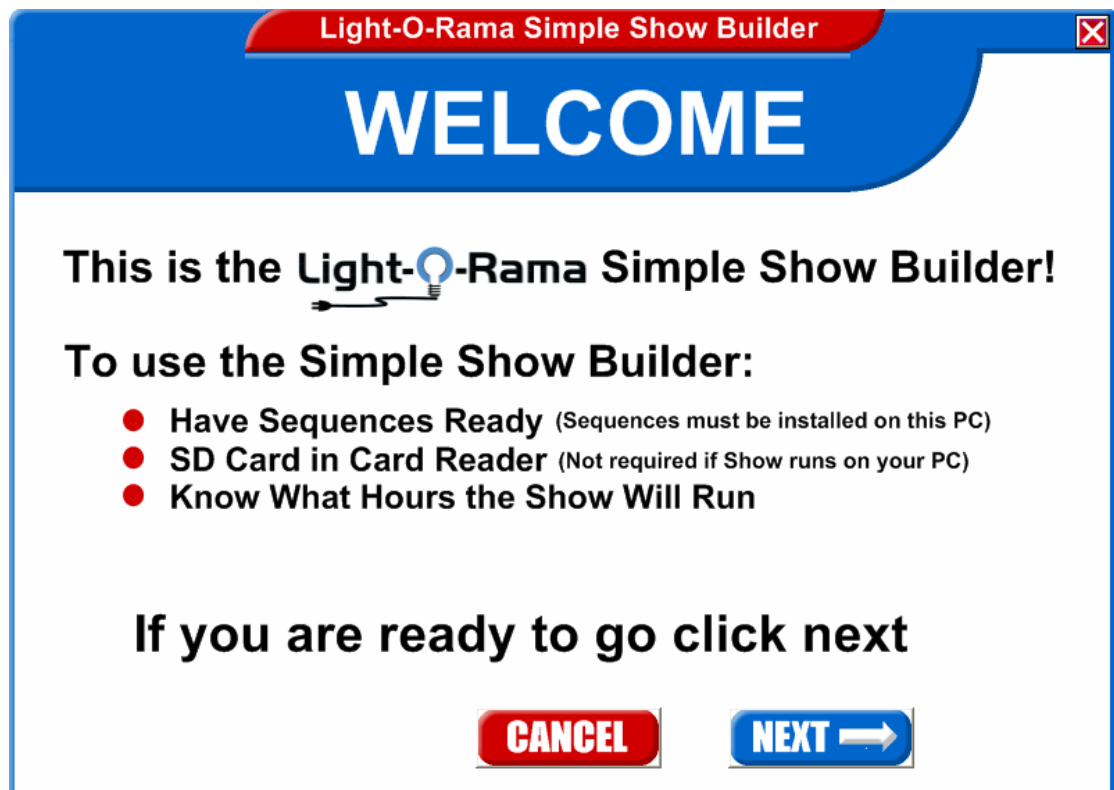 Light-O-Rama Simple Show Builder
WELCOME
This is the Light-O-Rama Simple Show Builder!
To use the Simple Show Builder:
Have Sequences Ready (Sequences must be installed on this PC)
SD Card in Card Reader (Not required if Show runs on your PC)
Know What Hours the Show Will Run
If you are ready to go click next
CANCEL NEXT